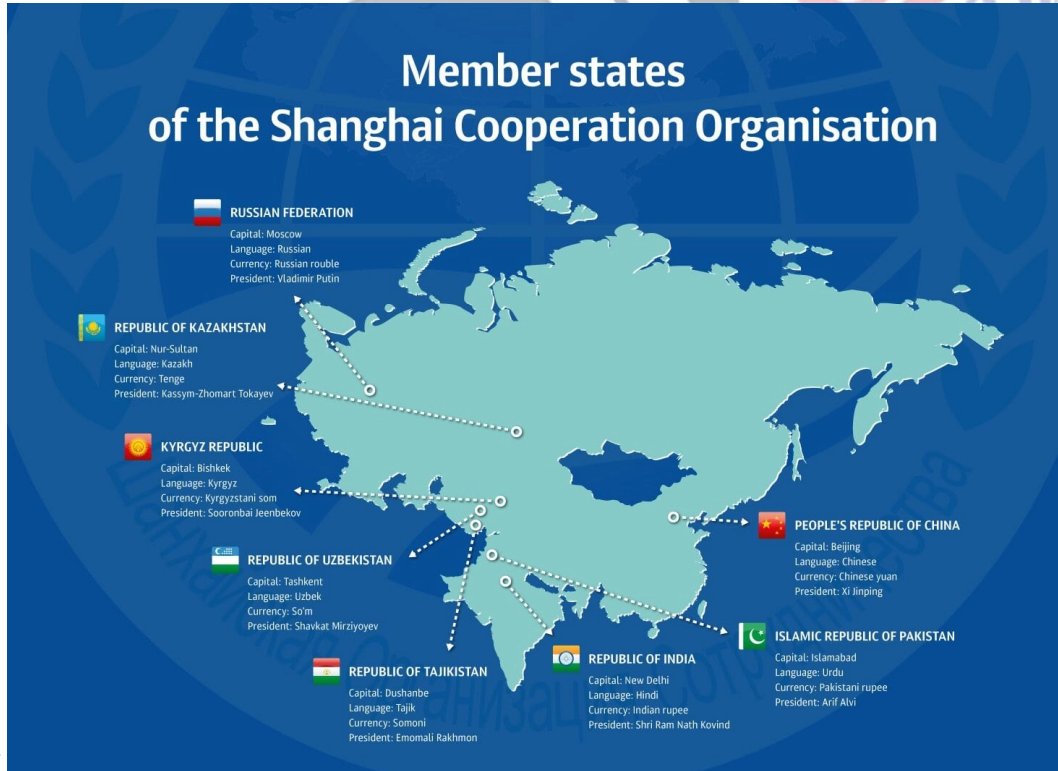 Member states
of the Shanghai Cooperation Organisation
RUSSIAN FEDERATION
Capital: Moscow
Language: Russian
Currency: Russian rouble
President: Vladimir Putin
REPUBLIC OF KAZAKHSTAN
Capital: Nur-Sultan
Language: Kazakh
Currency: Tenge
President: Kassym-Zhomart Tokayev
KYRGYZ REPUBLIC
Capital: Bishkek
Language: Kyrgyz
Currency: Kyrgyzstani som
President: Sooronbai Jeenbekov
REPUBLIC OF UZBEKISTAN
Capital: Tashkent
Language: Uzbek
Currency: So'm
President: Shavkat Mirziyoyev
REPUBLIC OF TAJIKISTAN
Capital: Dushanbe
Language: Tajik
Currency: Somoni
President: Emomali Rakhmon
REPUBLIC OF INDIA
Capital: New Delhi
Language: Hindi
Currency: Indian rupee
President: Shri Ram Nath Kovind
PEOPLE'S REPUBLIC OF CHINA
Capital: Beijing
Language: Chinese
Currency: Chinese yuan
President: Xi Jinping
ISLAMIC REPUBLIC OF PAKISTAN
Capital: Islamabad
Language: Urdu
Currency: Pakistani rupee
President: Arif Alvi